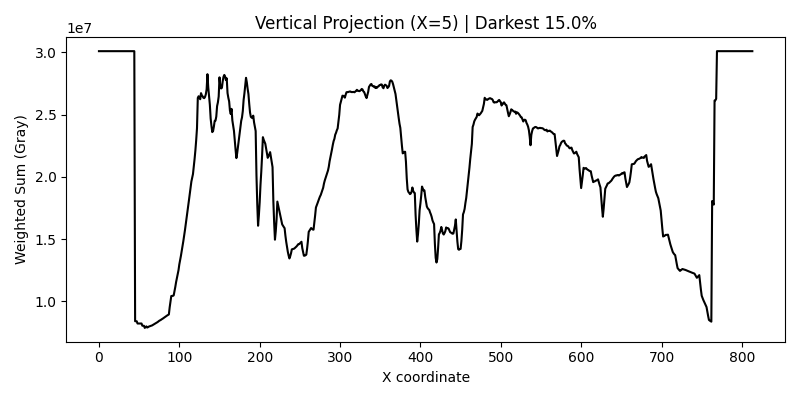 Vertical Projection (X=5) | Darkest 15.0%
1e7
3.0
2.5
2.0
1.5
1.0
Weighted Sum (Gray)
0 100 200 300 400 500 600 700 800
X coordinate